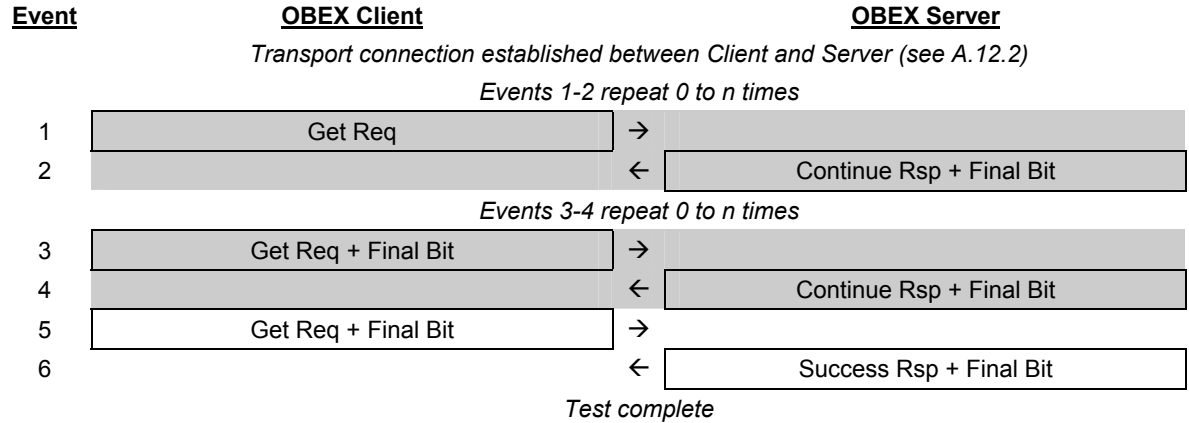 Event OBEX Client OBEX Server
Transport connection established between Client and Server (see A.12.2)
Events 1-2 repeat 0 to n times
1 Get Req →
2 ← Continue Rsp + Final Bit
Events 3-4 repeat 0 to n times
3 Get Req + Final Bit →
4 ← Continue Rsp + Final Bit
5 Get Req + Final Bit →
6 ← Success Rsp + Final Bit
Test complete